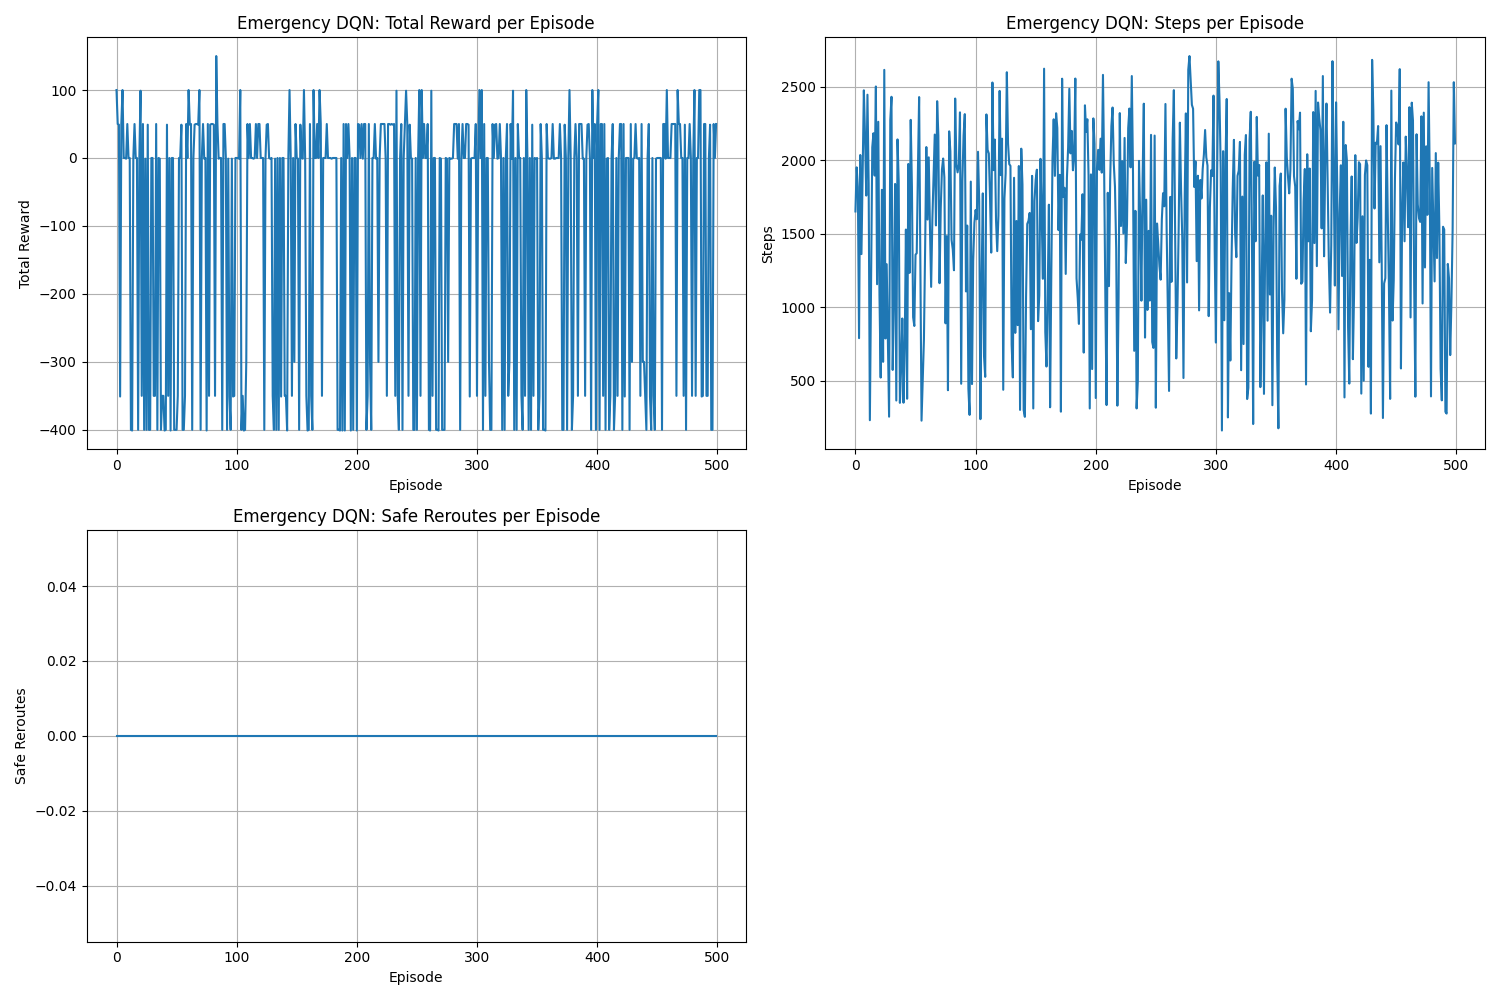 Emergency DQN: Total Reward per Episode
Total Reward
100
0
−100
−200
−300
−400
0 100 200 300 400 500
Episode
Emergency DQN: Steps per Episode
Steps
2500
2000
1500
1000
500
0 100 200 300 400 500
Episode
Emergency DQN: Safe Reroutes per Episode
Safe Reroutes
0.04
0.02
0.00
−0.02
−0.04
0 100 200 300 400 500
Episode